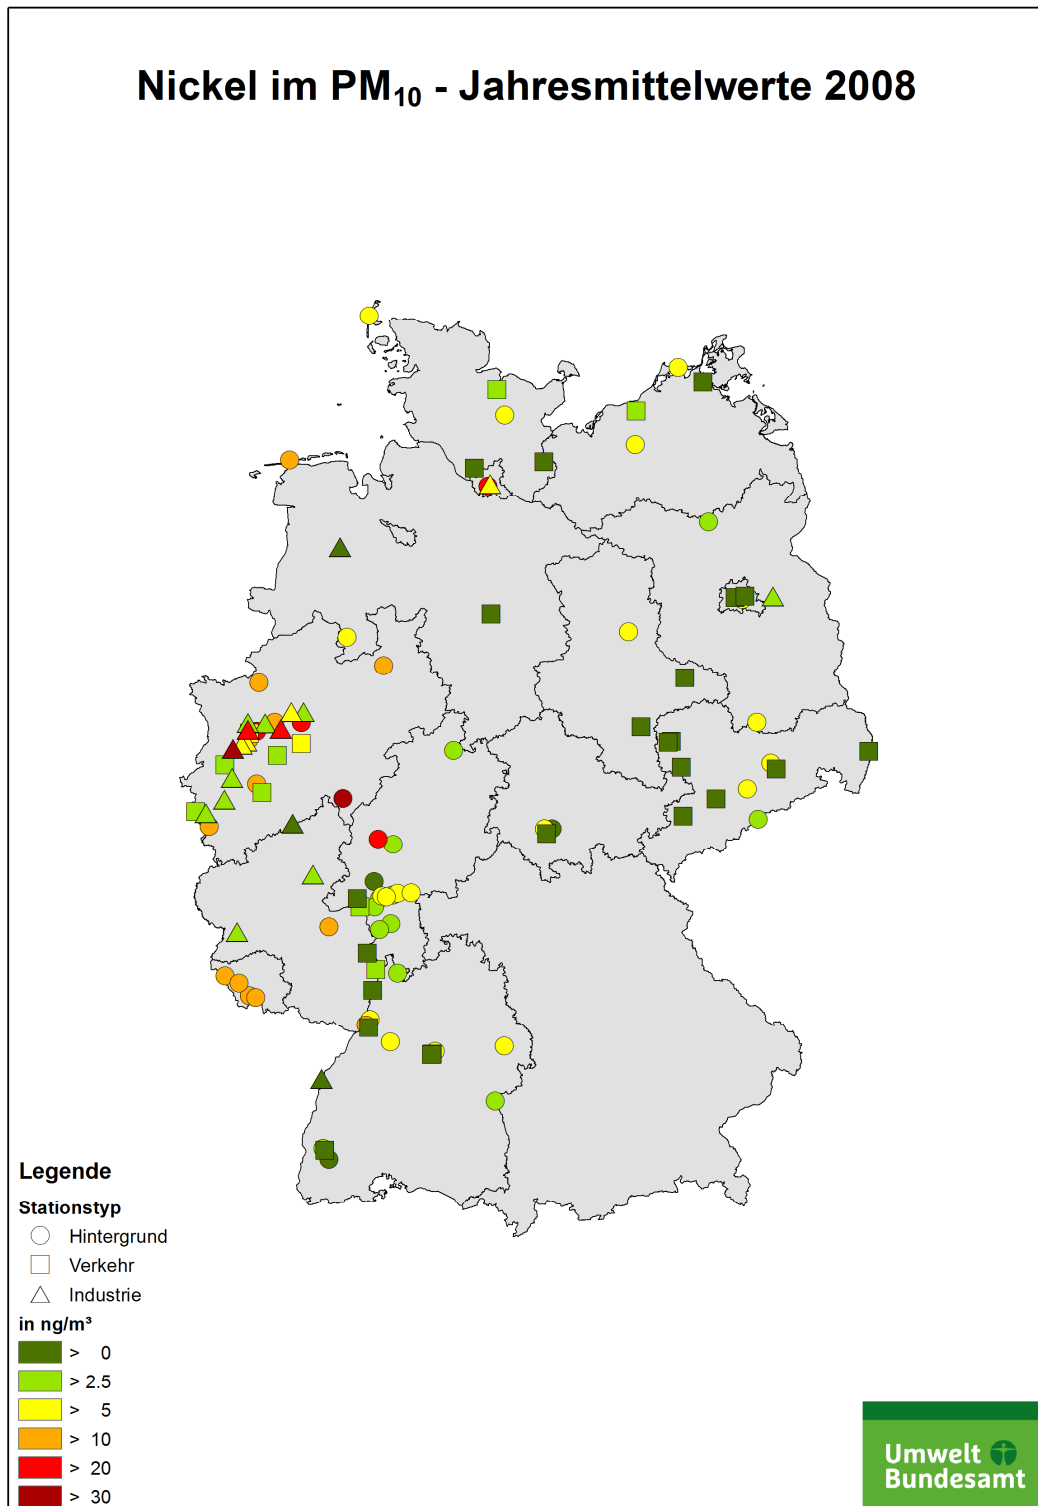 Nickel im PM₁₀ - Jahresmittelwerte 2008
Legende
Stationstyp
Hintergrund
Verkehr
Industrie
in ng/m³
> 0
> 2.5
> 5
> 10
> 20
> 30
Umwelt
Bundesamt